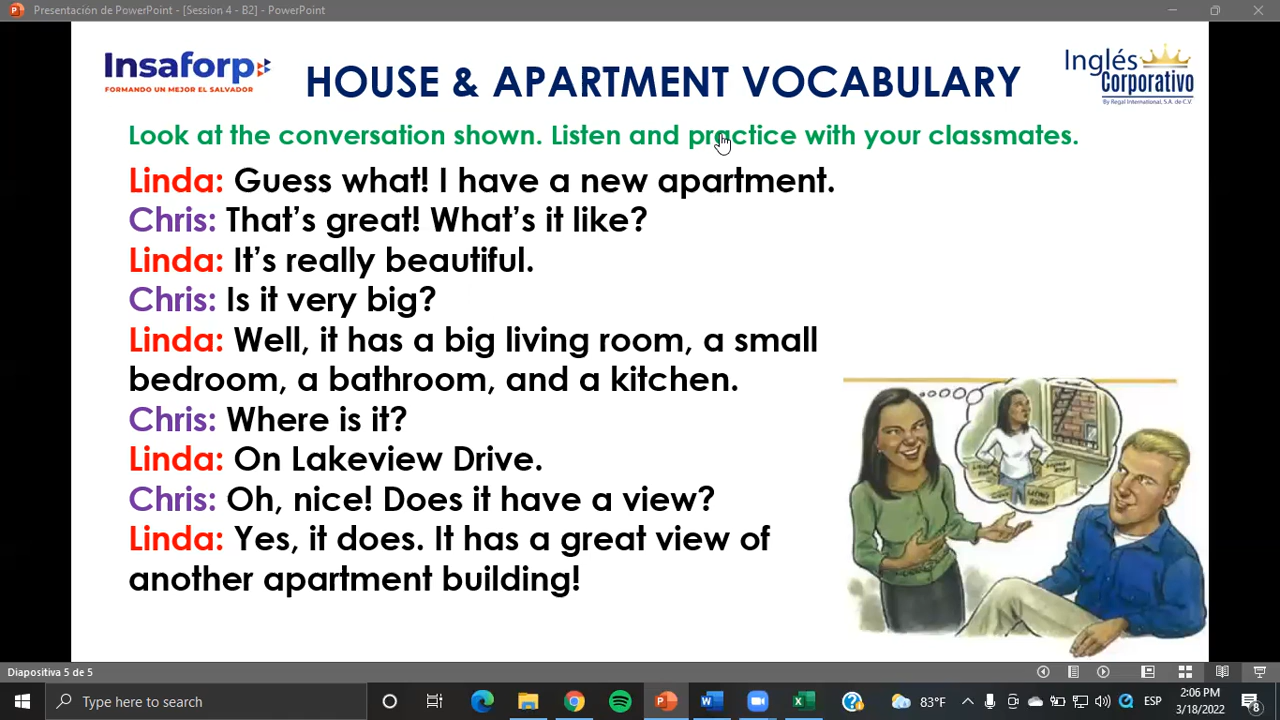 Presentación de PowerPoint - [Session 4 - B2] - PowerPoint
Insaforp
FORMANDO UN MEJOR EL SALVADOR
HOUSE & APARTMENT VOCABULARY
Inglés
Corporativo
By Regal International, S.A. de C.V.
Look at the conversation shown. Listen and practice with your classmates.
Linda: Guess what! I have a new apartment.
Chris: That’s great! What’s it like?
Linda: It’s really beautiful.
Chris: Is it very big?
Linda: Well, it has a big living room, a small
bedroom, a bathroom, and a kitchen.
Chris: Where is it?
Linda: On Lakeview Drive.
Chris: Oh, nice! Does it have a view?
Linda: Yes, it does. It has a great view of
another apartment building!
Diapositiva 5 de 5
Type here to search
83°F
ESP
2:06 PM
3/18/2022
8